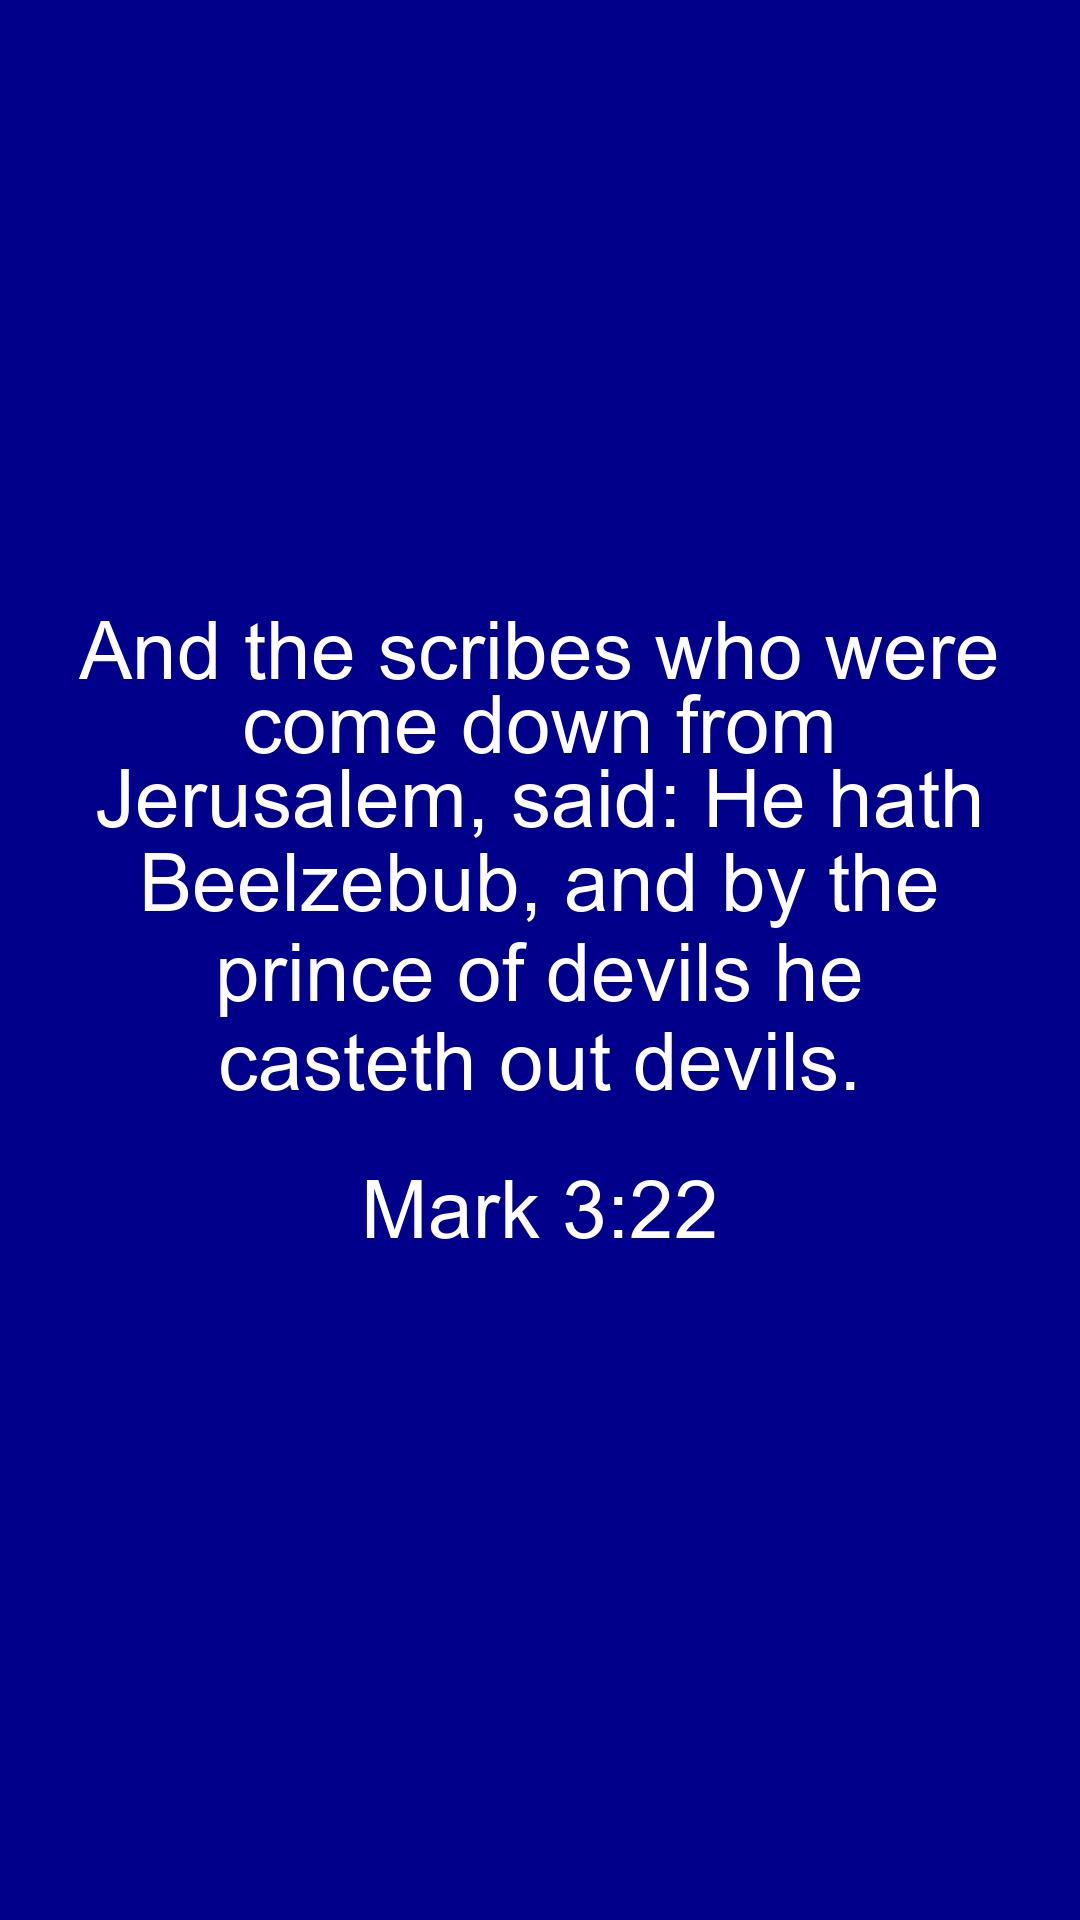 And the scribes who were
come down from
Jerusalem, said: He hath
Beelzebub, and by the
prince of devils he
casteth out devils.
Mark 3:22